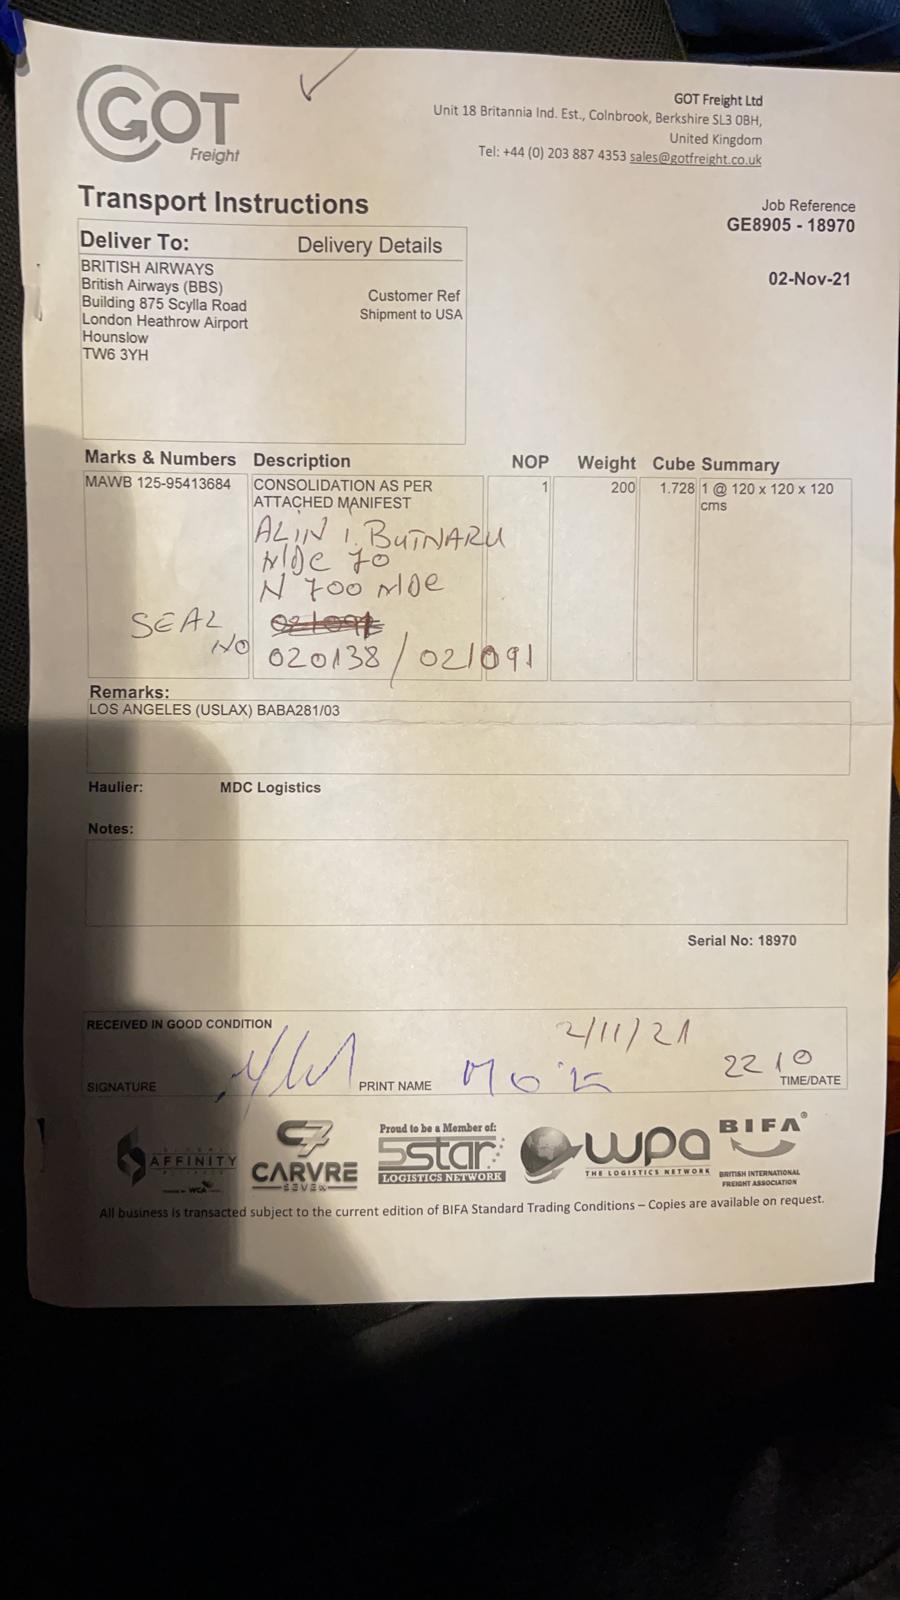 GOT
Freight
GOT Freight Ltd
Unit 18 Britannia Ind. Est., Colnbrook, Berkshire SL3 0BH,
United Kingdom
Tel: +44 (0) 203 887 4353 sales@gotfreight.co.uk
Transport Instructions
Job Reference
GE8905 - 18970
02-Nov-21
Deliver To: Delivery Details
BRITISH AIRWAYS
British Airways (BBS)
Building 875 Scylla Road
London Heathrow Airport
Hounslow
TW6 3YH
Customer Ref
Shipment to USA
Marks & Numbers Description NOP Weight Cube Summary
MAWB 125-95413684 CONSOLIDATION AS PER 1 200 1.728 1 @ 120 x 120 x 120
ATTACHED MANIFEST cms
ALIN I. BUTNARU
MDC 70
N 700 MDC
SEAL
NO 020138 / 021091
Remarks:
LOS ANGELES (USLAX) BABA281/03
Haulier: MDC Logistics
Notes:
Serial No: 18970
RECEIVED IN GOOD CONDITION
2/11/21
2210
SIGNATURE PRINT NAME TIME/DATE
AFFINITY
CARVRE
SEVEN
Proud to be a Member of:
5star
LOGISTICS NETWORK
wpa
THE LOGISTICS NETWORK
BIFA®
BRITISH INTERNATIONAL
FREIGHT ASSOCIATION
All business is transacted subject to the current edition of BIFA Standard Trading Conditions – Copies are available on request.